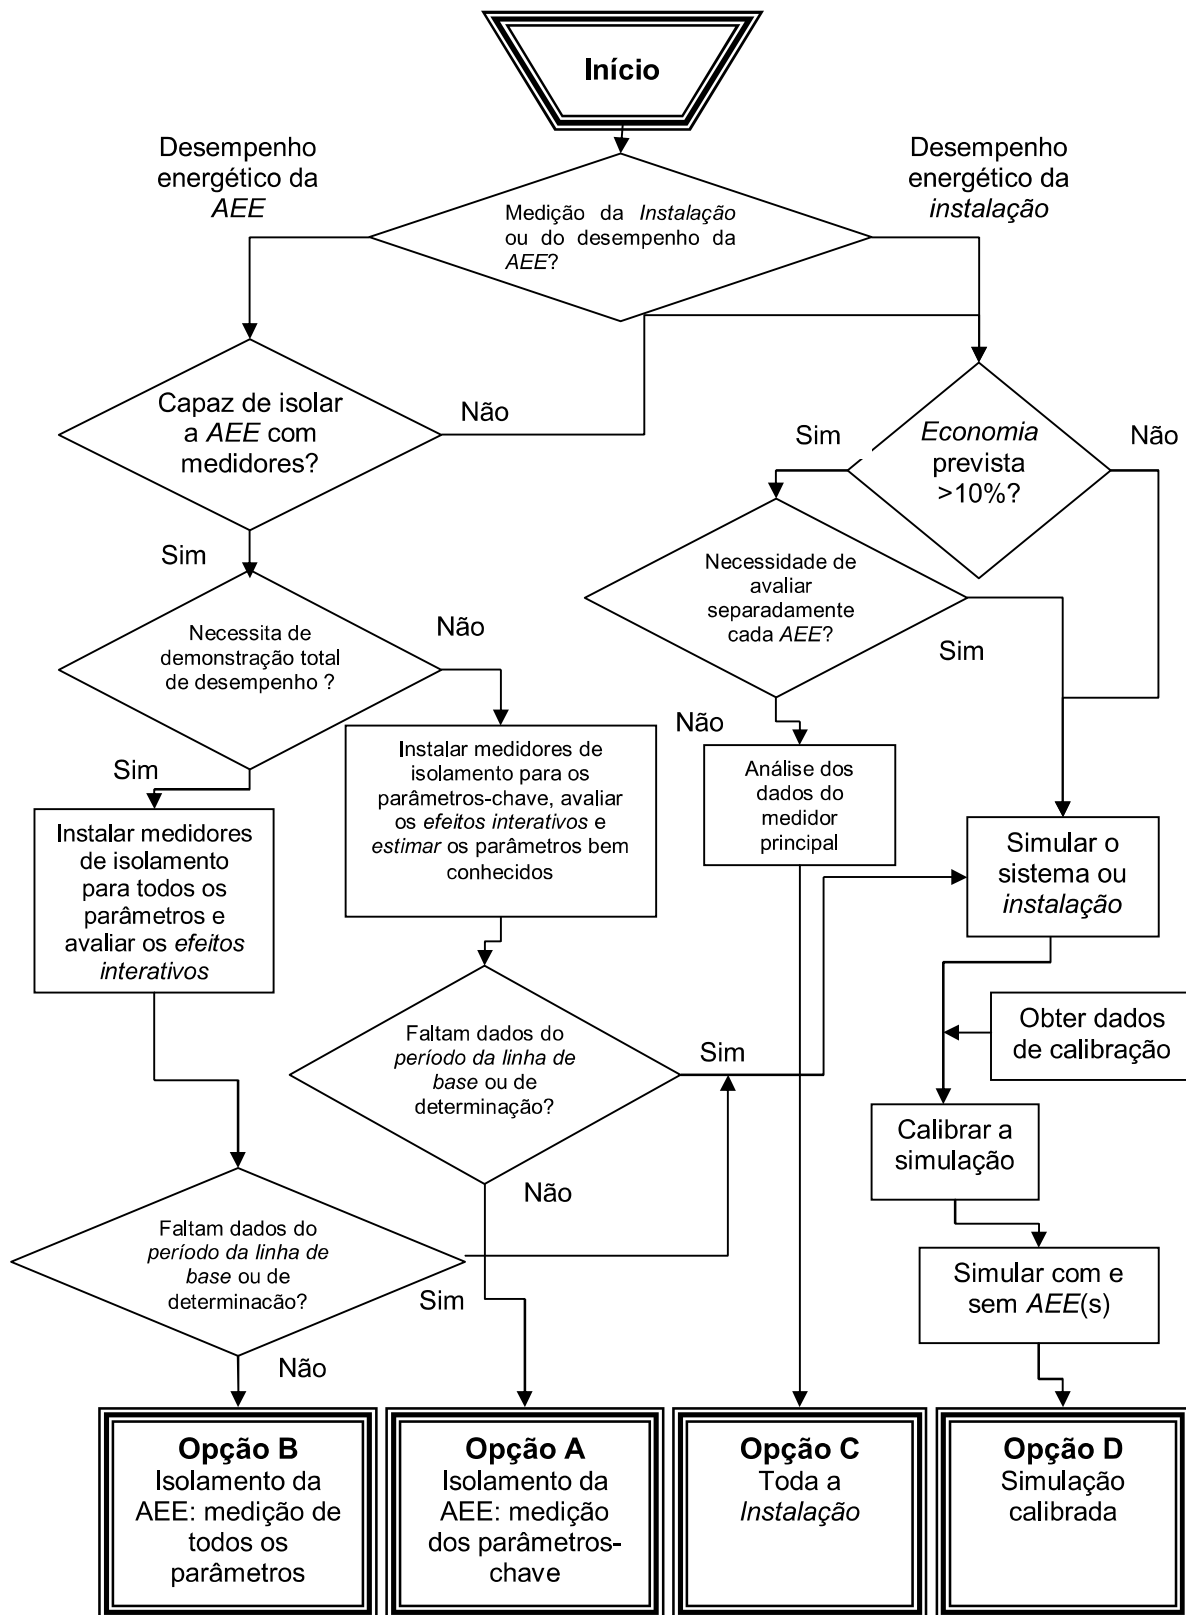 Início
Desempenho
energético da
AEE
Desempenho
energético da
instalação
Medição da Instalação
ou do desempenho da
AEE?
Capaz de isolar
a AEE com
medidores?
Não
Sim
Economia
prevista
>10%?
Não
Sim
Necessidade de
avaliar
separadamente
cada AEE?
Sim
Não
Necessita de
demonstração total
de desempenho ?
Não
Sim
Instalar medidores de
isolamento para os
parâmetros-chave, avaliar
os efeitos interativos e
estimar os parâmetros bem
conhecidos
Análise dos
dados do
medidor
principal
Instalar medidores
de isolamento
para todos os
parâmetros e
avaliar os efeitos
interativos
Simular o
sistema ou
instalação
Obter dados
de calibração
Faltam dados do
período da linha de
base ou de
determinação?
Sim
Não
Calibrar a
simulação
Faltam dados do
período da linha de
base ou de
determinacão?
Sim
Não
Simular com e
sem AEE(s)
Opção B
Isolamento da
AEE: medição de
todos os
parâmetros
Opção A
Isolamento da
AEE: medição
dos parâmetros-
chave
Opção C
Toda a
Instalação
Opção D
Simulação
calibrada